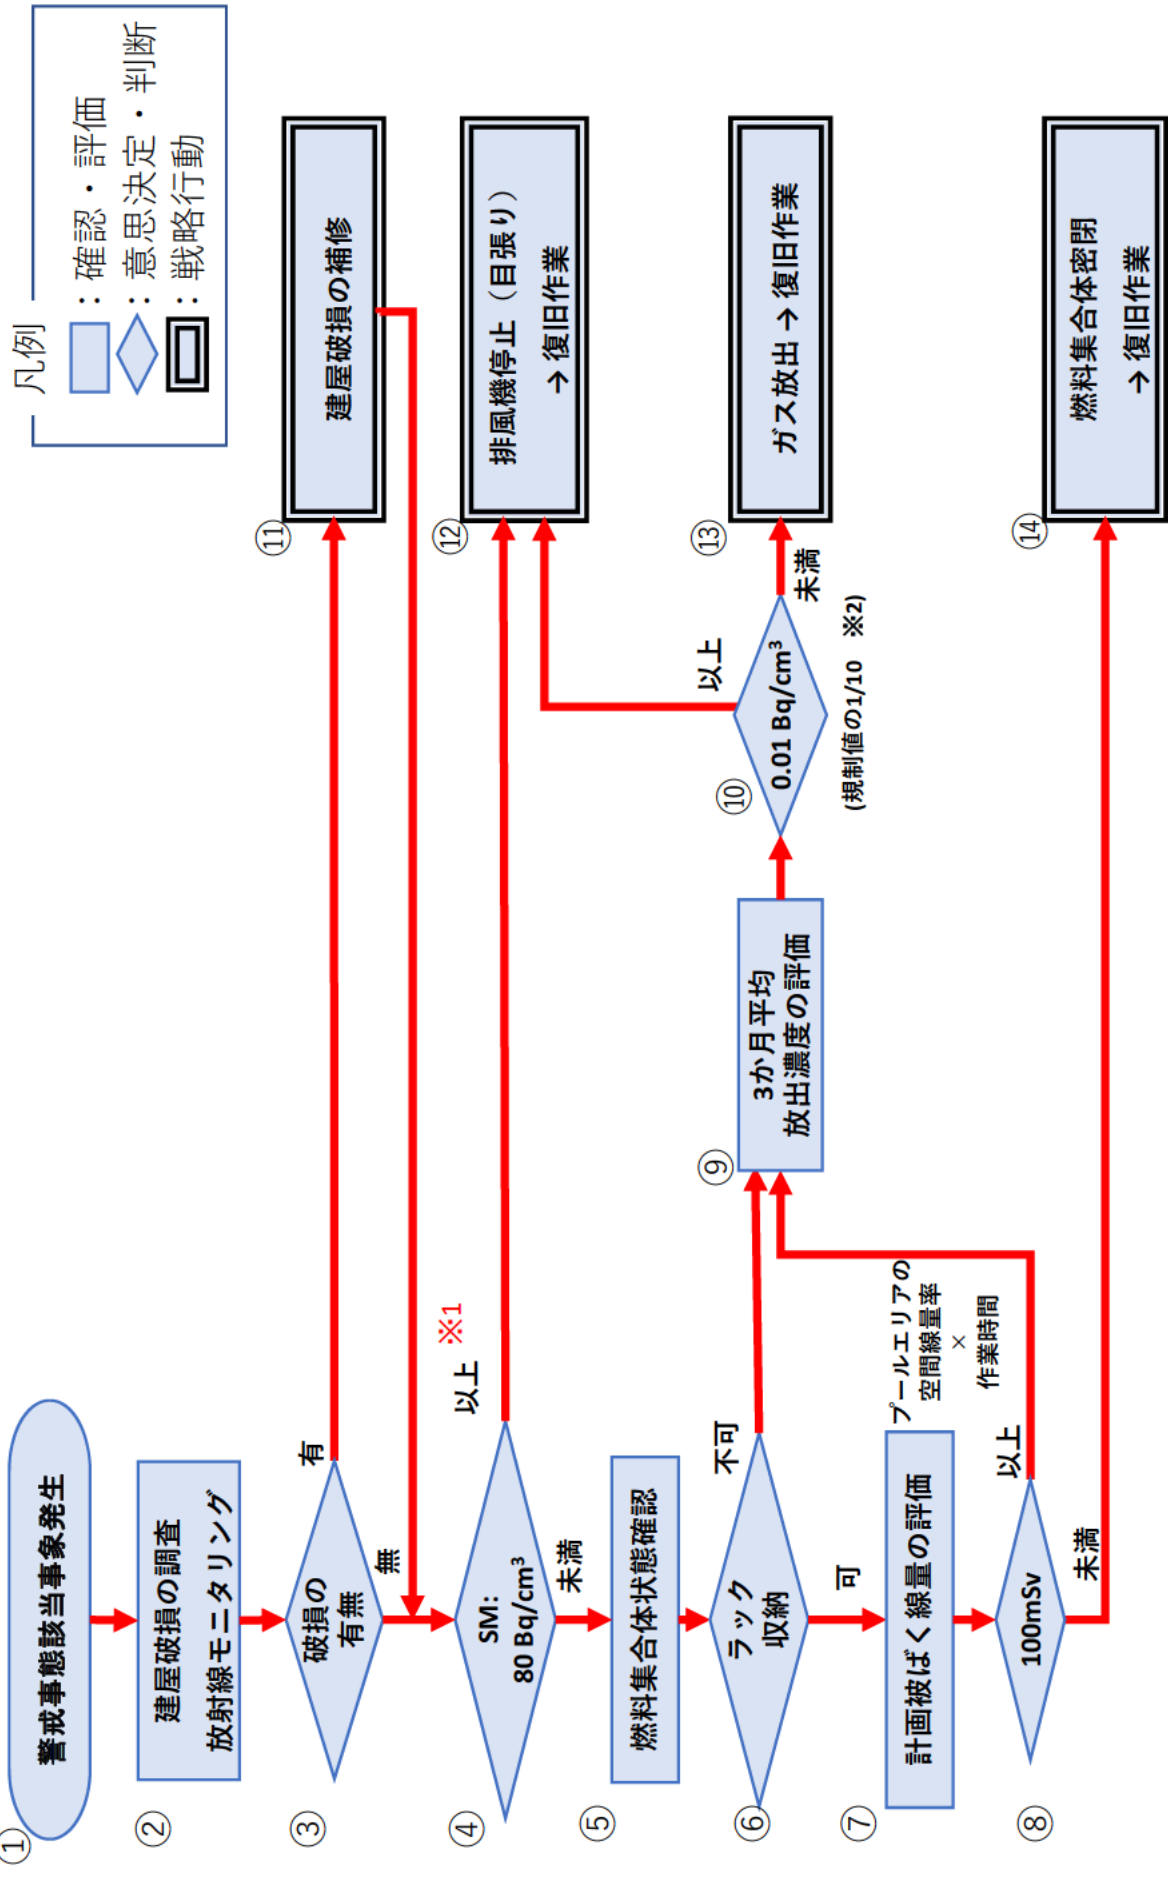 凡例
：確認・評価
：意思決定・判断
：戦略行動
①
警戒事態該当事象発生
②
建屋破損の調査
放射線モニタリング
③
破損の
有無
有
無
⑪
建屋破損の補修
④
SM:
80 Bq/cm³
以上
※1
未満
⑫
排風機停止（目張り）
→ 復旧作業
⑤
燃料集合体状態確認
⑥
ラック
収納
不可
可
⑨
3か月平均
放出濃度の評価
⑩
0.01 Bq/cm³
(規制値の1/10　※2)
以上
未満
⑬
ガス放出 → 復旧作業
⑦
計画被ばく線量の評価
プールエリアの
空間線量率
×
作業時間
⑧
100mSv
以上
未満
⑭
燃料集合体密閉
→ 復旧作業